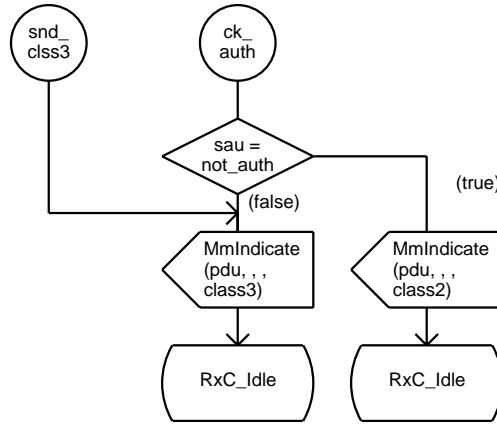 snd_
clss3
ck_
auth
sau =
not_auth
(true)
(false)
MmIndicate
(pdu, , ,
class3)
MmIndicate
(pdu, , ,
class2)
RxC_Idle
RxC_Idle